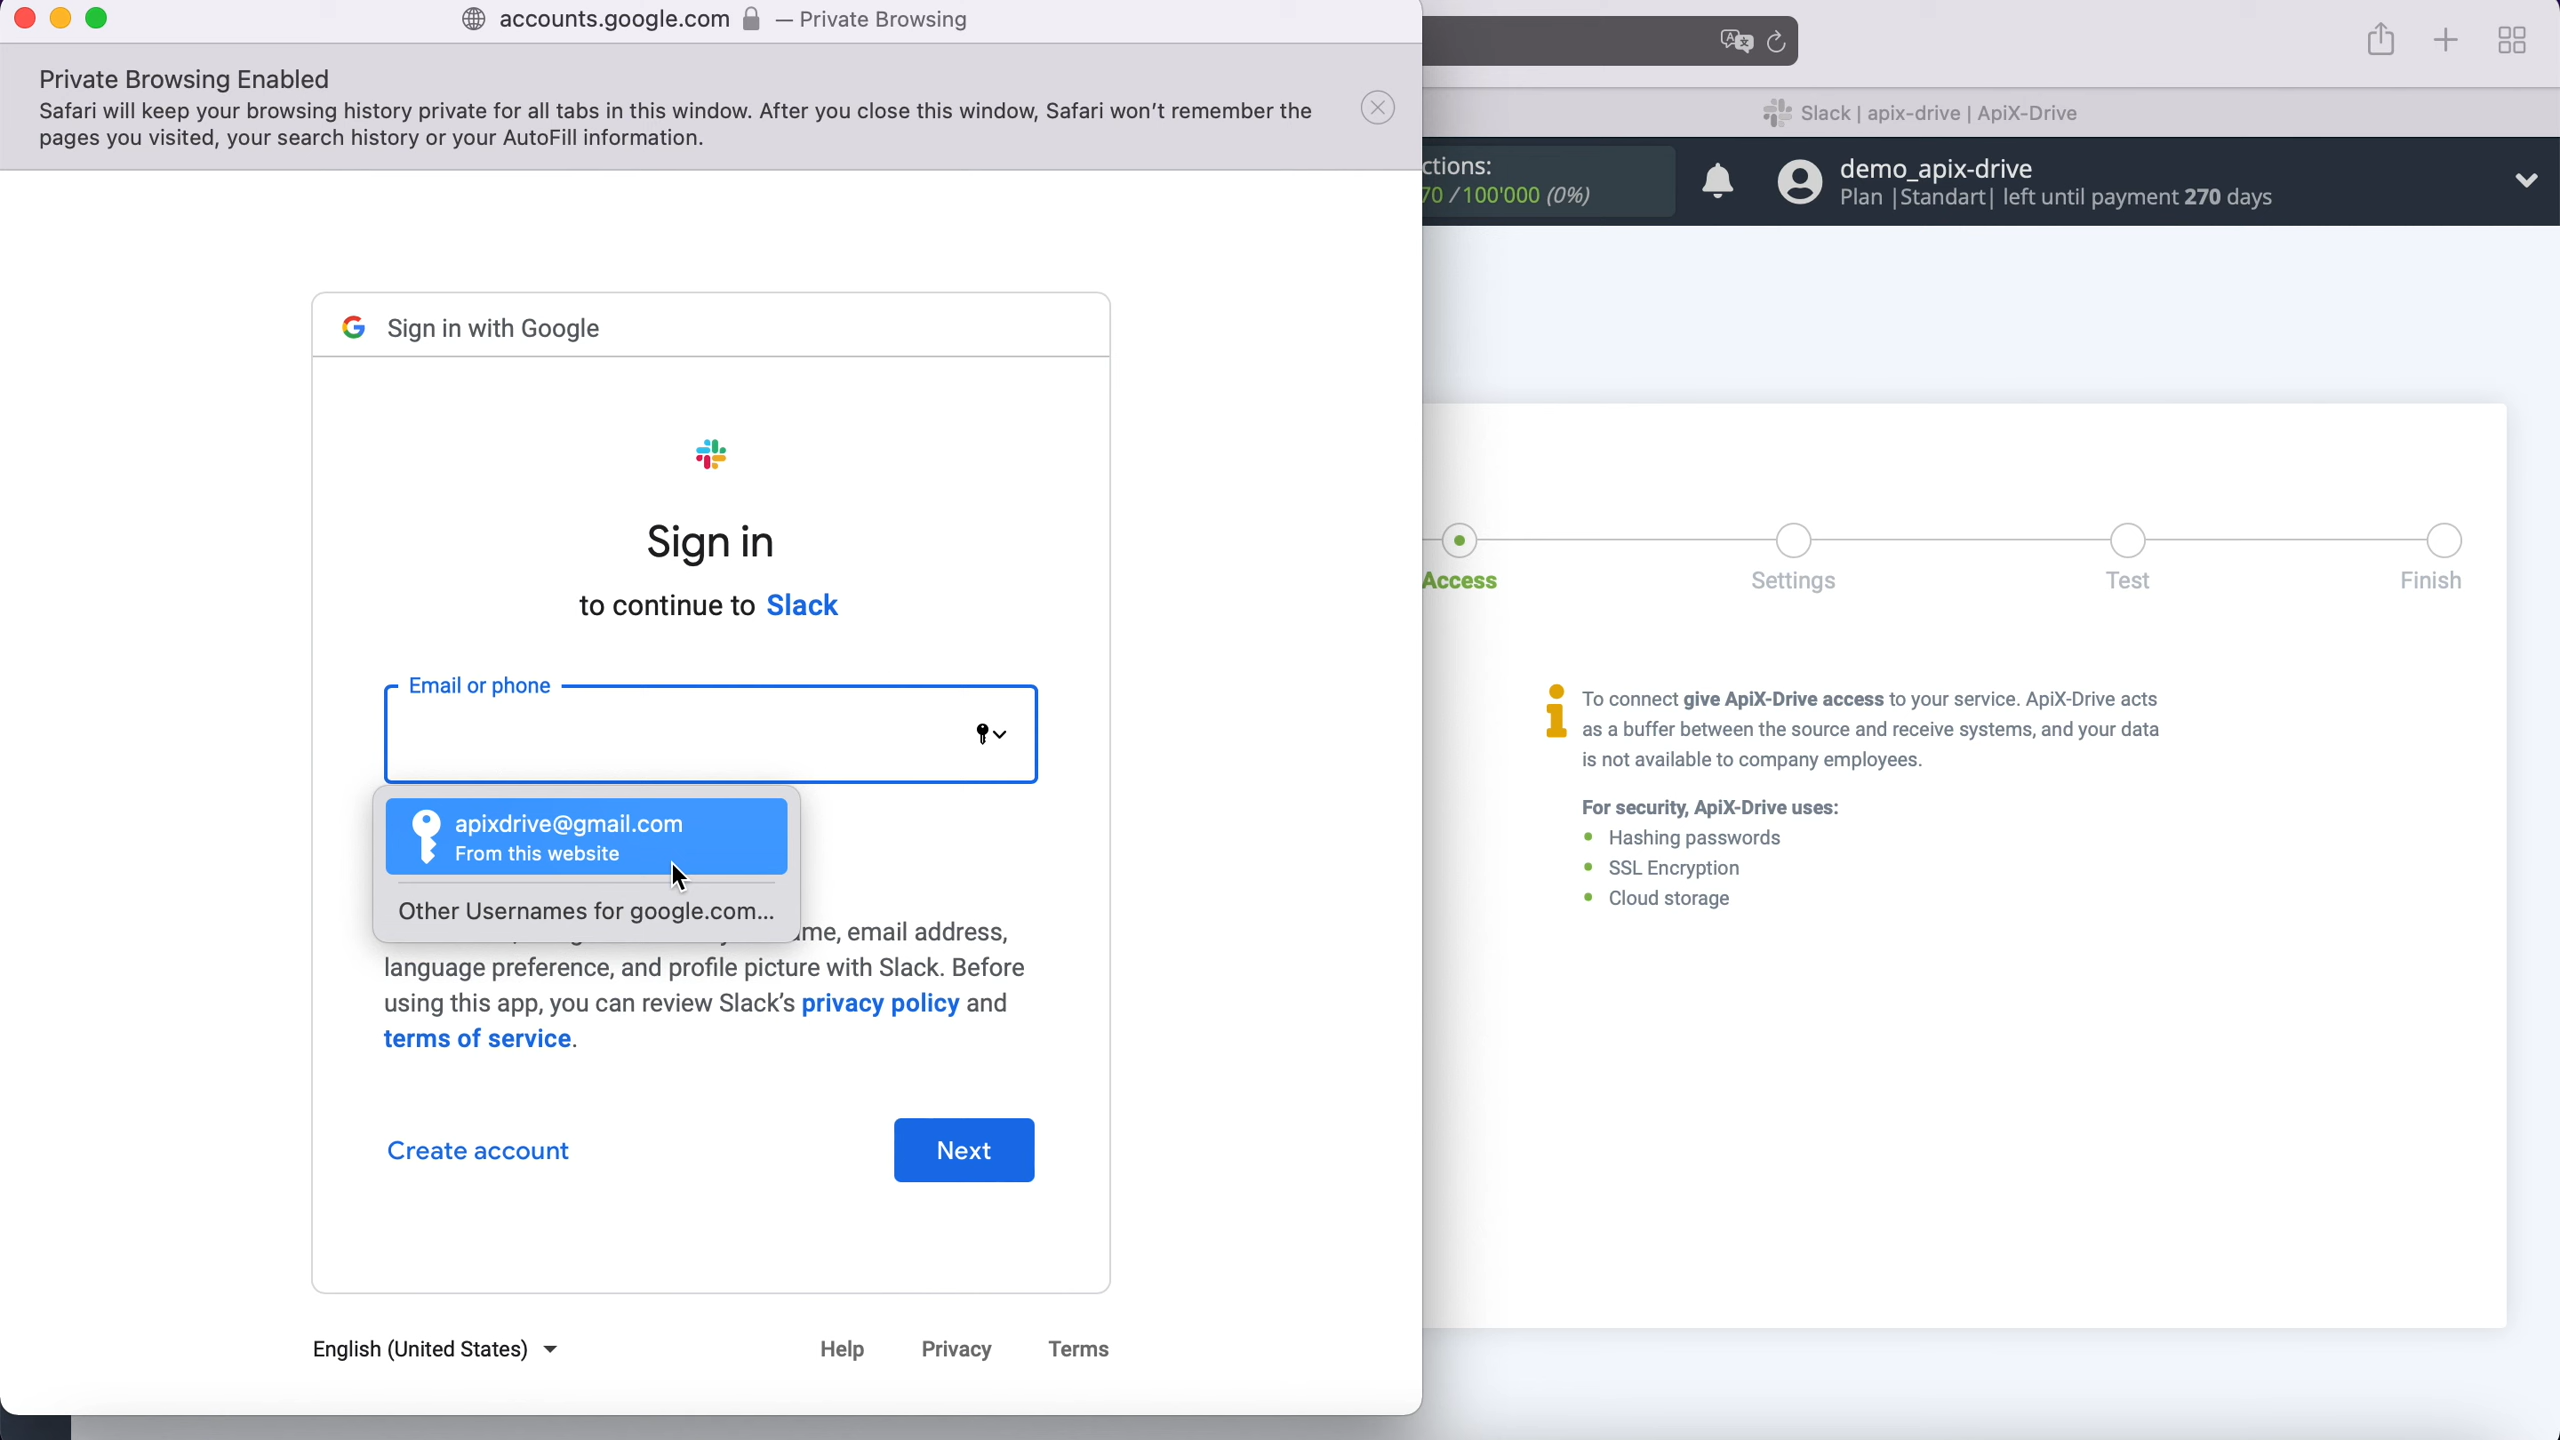 accounts.google.com — Private Browsing
Private Browsing Enabled
Safari will keep your browsing history private for all tabs in this window. After you close this window, Safari won't remember the
pages you visited, your search history or your AutoFill information.
Sign in with Google
Sign in
to continue to Slack
Email or phone
apixdrive@gmail.com
From this website
Other Usernames for google.com...
email address,
language preference, and profile picture with Slack. Before
using this app, you can review Slack's privacy policy and
terms of service.
Create account
Next
English (United States)
Help
Privacy
Terms
Slack | apix-drive | ApiX-Drive
ctions:
70 /100'000 (0%)
demo_apix-drive
Plan |Standart| left until payment 270 days
Access
Settings
Test
Finish
To connect give ApiX-Drive access to your service. ApiX-Drive acts
as a buffer between the source and receive systems, and your data
is not available to company employees.
For security, ApiX-Drive uses:
Hashing passwords
SSL Encryption
Cloud storage